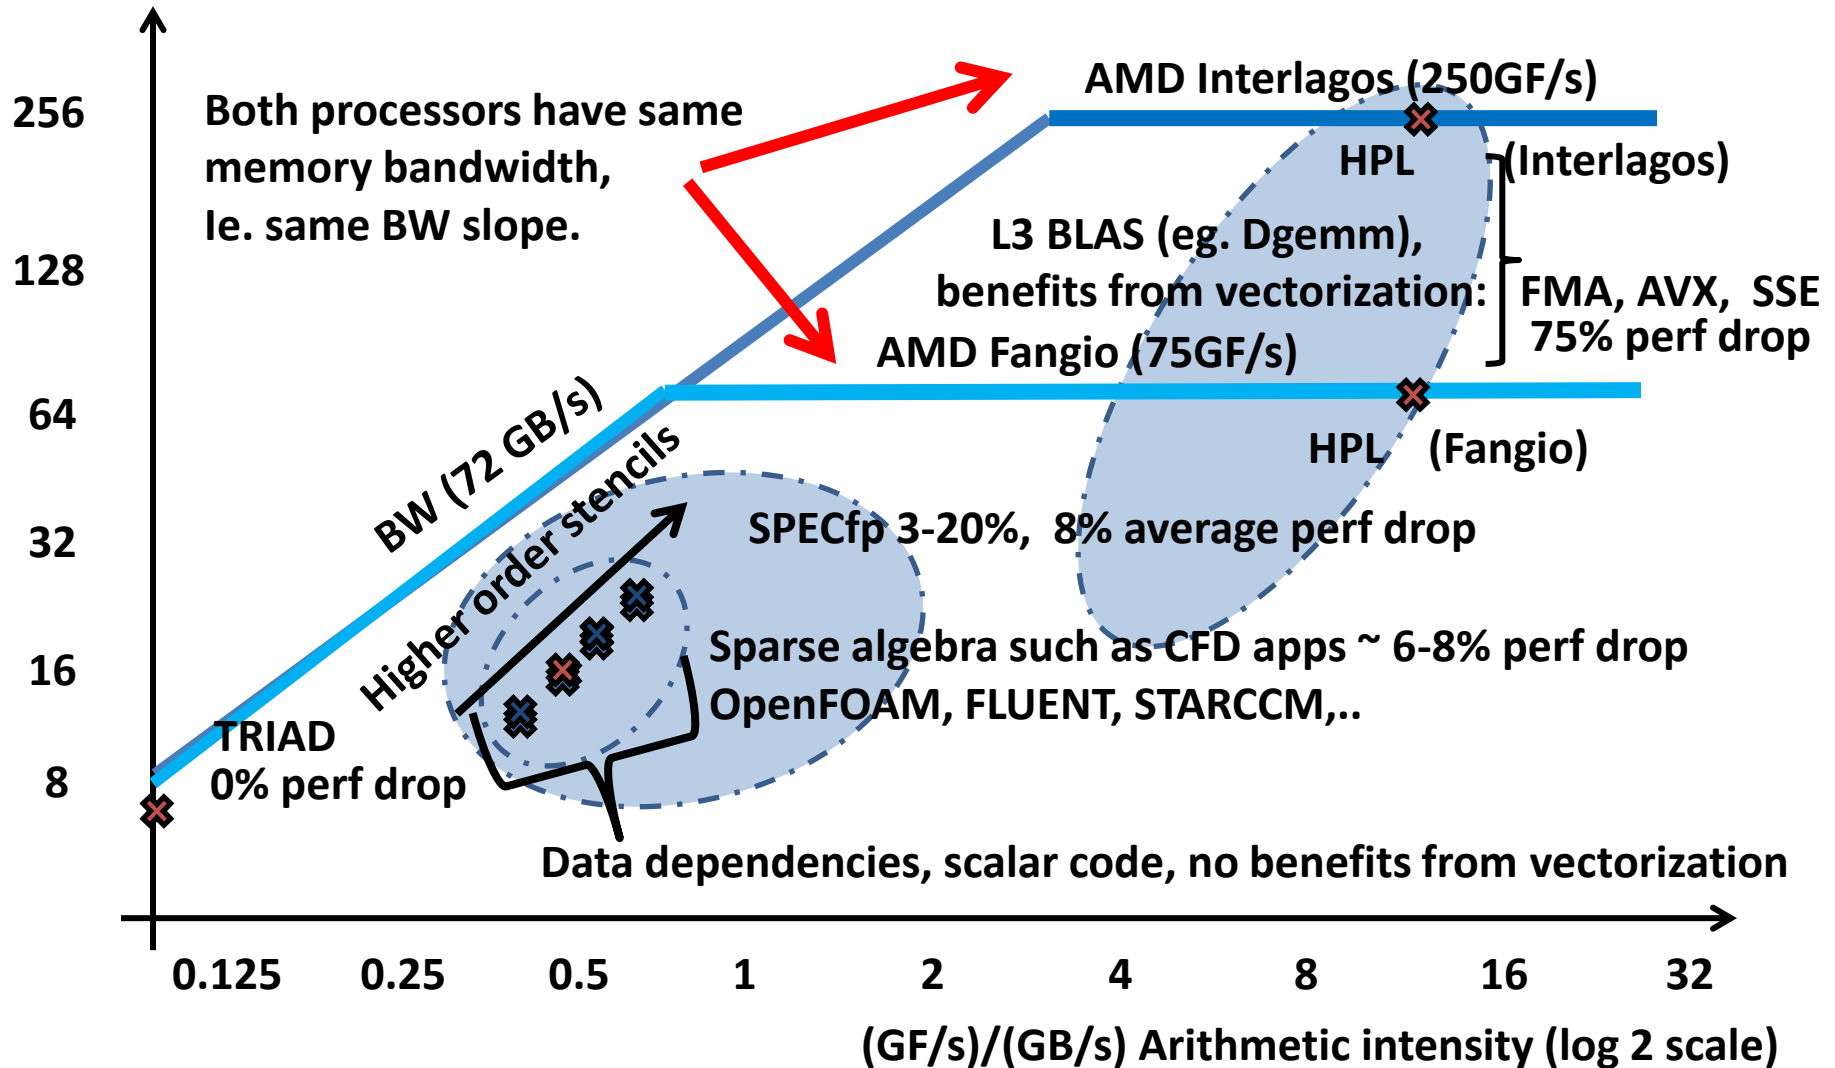 AMD Interlagos (250GF/s)
256
Both processors have same
memory bandwidth,
Ie. same BW slope.
HPL (Interlagos)
L3 BLAS (eg. Dgemm),
benefits from vectorization: FMA, AVX, SSE
75% perf drop
128
AMD Fangio (75GF/s)
64
BW (72 GB/s)
HPL (Fangio)
Higher order stencils
32
SPECfp 3-20%, 8% average perf drop
16
Sparse algebra such as CFD apps ~ 6-8% perf drop
OpenFOAM, FLUENT, STARCCM,..
TRIAD
0% perf drop
8
Data dependencies, scalar code, no benefits from vectorization
0.125 0.25 0.5 1 2 4 8 16 32
(GF/s)/(GB/s) Arithmetic intensity (log 2 scale)